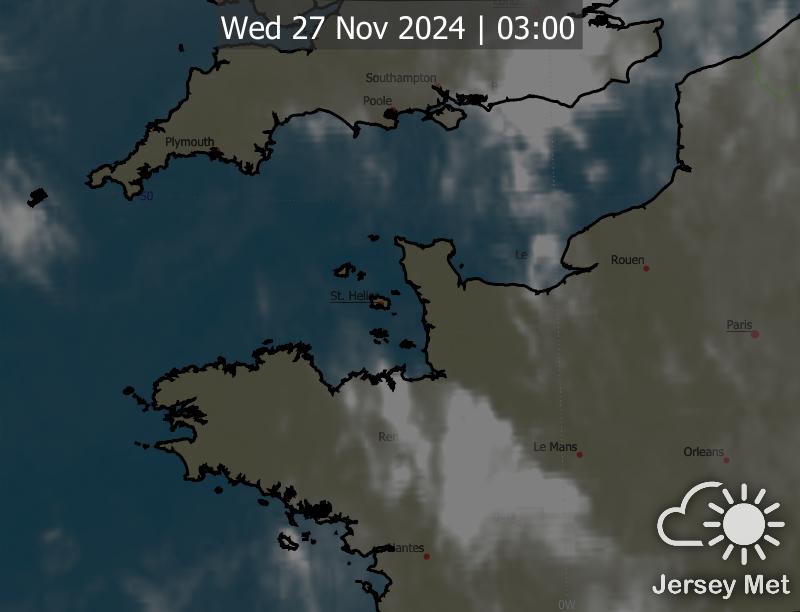 Wed 27 Nov 2024 | 03:00
Southampton
Poole
Plymouth
50
Le
Rouen
St. Helier
Paris
Ren
Le Mans
Orleans
Nantes
Jersey Met
0W